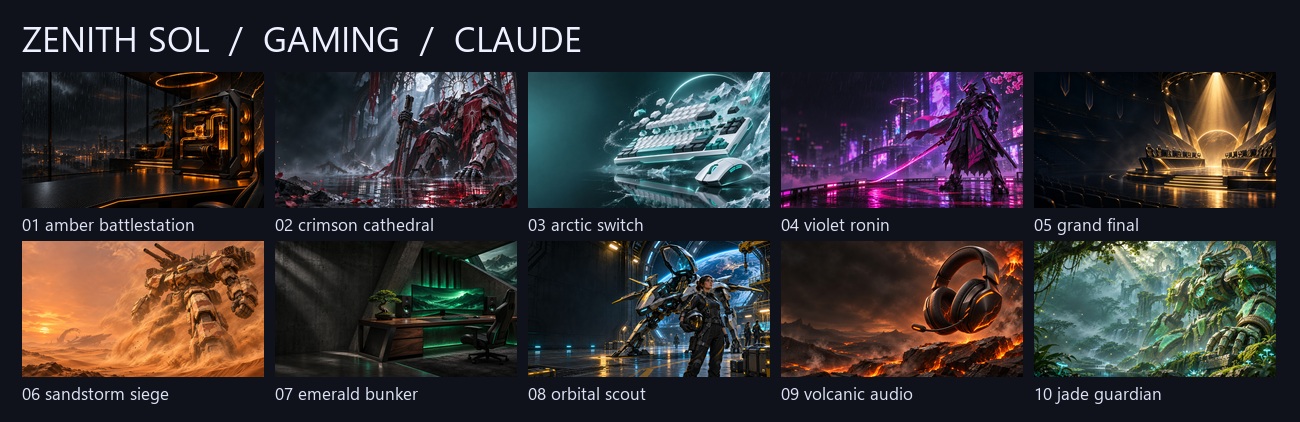 ZENITH SOL / GAMING / CLAUDE
01 amber battlestation
02 crimson cathedral
03 arctic switch
04 violet ronin
05 grand final
06 sandstorm siege
07 emerald bunker
08 orbital scout
09 volcanic audio
10 jade guardian